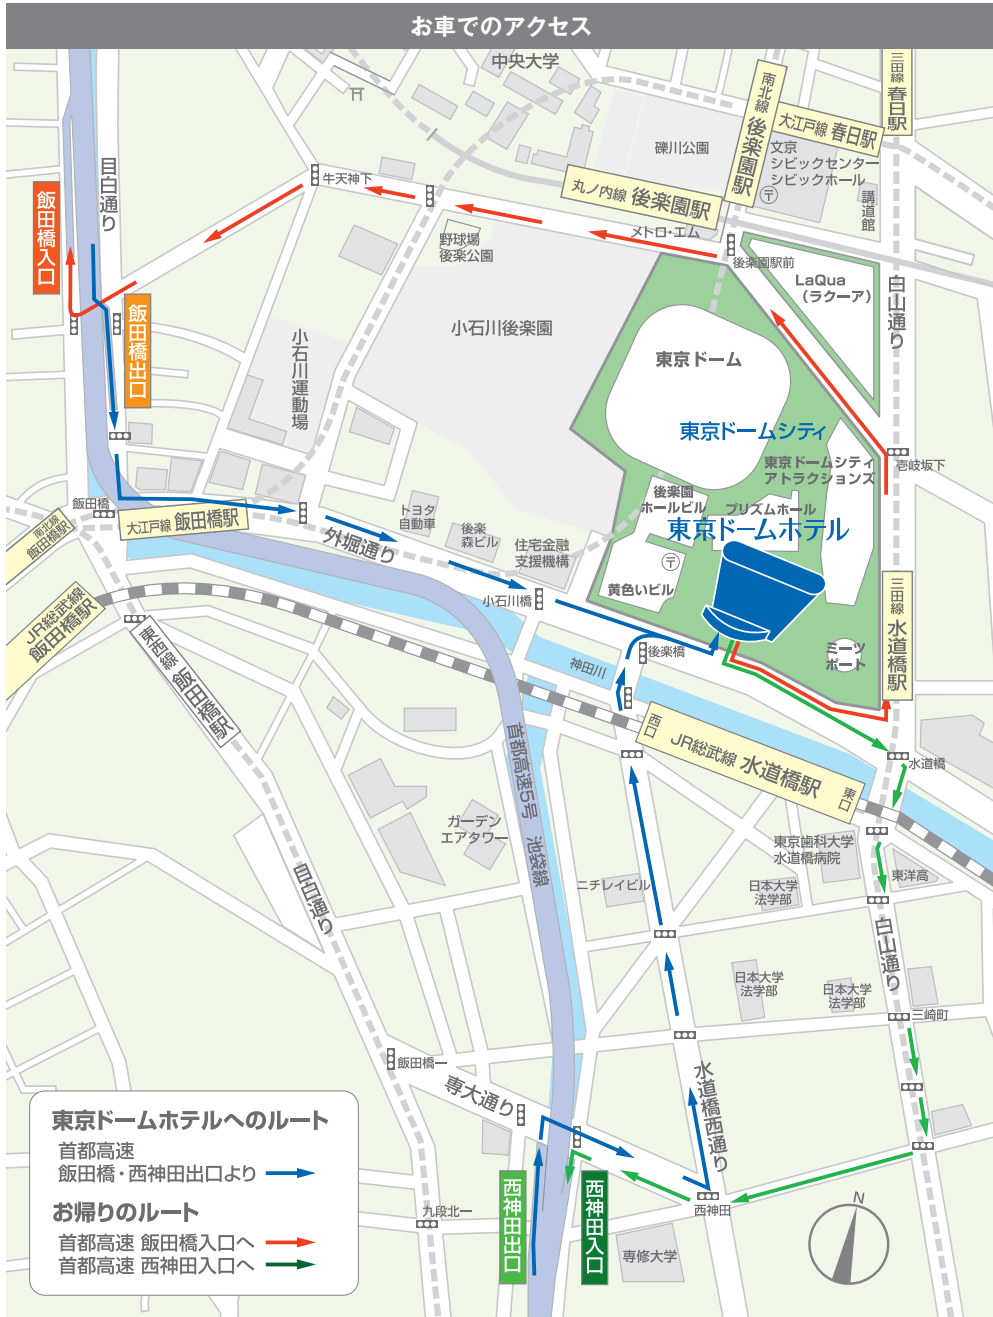 お車でのアクセス
中央大学
南北線 後楽園駅
大江戸線 春日駅
三田線 春日駅
礫川公園
文京
シビックセンター
シビックホール
講道館
目白通り
牛天神下
丸ノ内線 後楽園駅
メトロ・エム
後楽園駅前
飯田橋入口
野球場
後楽公園
LaQua
（ラクーア）
白山通り
飯田橋出口
小石川後楽園
小石川運動場
東京ドーム
東京ドームシティ
東京ドームシティ
アトラクションズ
壱岐坂下
後楽園
ホールビル
プリズムホール
東京ドームホテル
飯田橋
南北線
飯田橋駅
大江戸線 飯田橋駅
トヨタ
自動車
外堀通り
後楽
森ビル
住宅金融
支援機構
黄色いビル
小石川橋
JR総武線
飯田橋駅
東西線 飯田橋駅
三田線 水道橋駅
ミーツ
ポート
後楽橋
神田川
西口
JR総武線 水道橋駅
東口
水道橋
首都高速5号 池袋線
ガーデン
エアタワー
東京歯科大学
水道橋病院
東洋高
ニチレイビル
日本大学
法学部
目白通り
白山通り
日本大学
法学部
日本大学
法学部
三崎町
飯田橋一
専大通り
水道橋西通り
東京ドームホテルへのルート
首都高速
飯田橋・西神田出口より
お帰りのルート
首都高速 飯田橋入口へ
首都高速 西神田入口へ
九段北一
西神田出口
西神田入口
西神田
専修大学
N